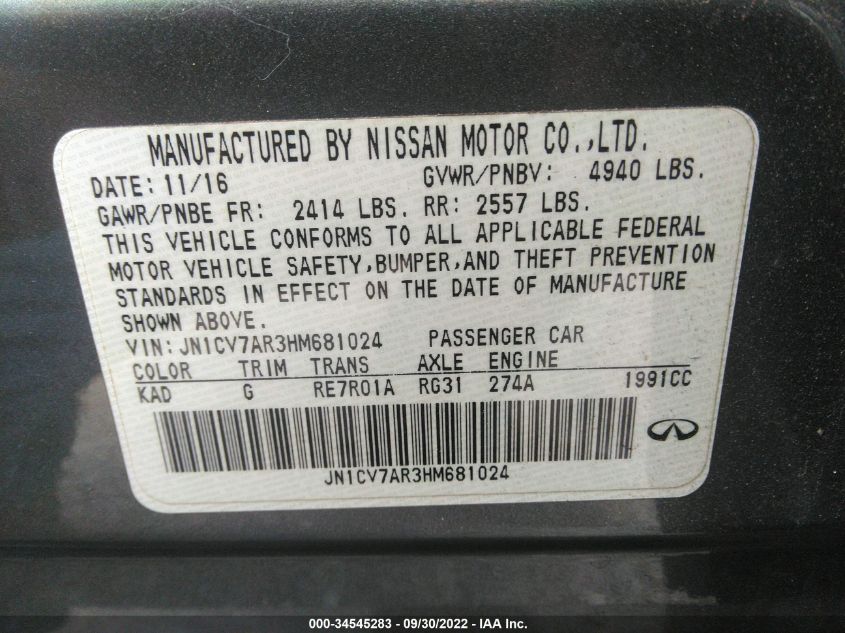 MANUFACTURED BY NISSAN MOTOR CO.,LTD.
DATE: 11/16 GVWR/PNBV: 4940 LBS.
GAWR/PNBE FR: 2414 LBS. RR: 2557 LBS.
THIS VEHICLE CONFORMS TO ALL APPLICABLE FEDERAL
MOTOR VEHICLE SAFETY,BUMPER,AND THEFT PREVENTION
STANDARDS IN EFFECT ON THE DATE OF MANUFACTURE
SHOWN ABOVE.
VIN: JN1CV7AR3HM681024 PASSENGER CAR
COLOR TRIM TRANS AXLE ENGINE
KAD G RE7R01A RG31 274A 1991CC
JN1CV7AR3HM681024
000-34545283 - 09/30/2022 - IAA Inc.